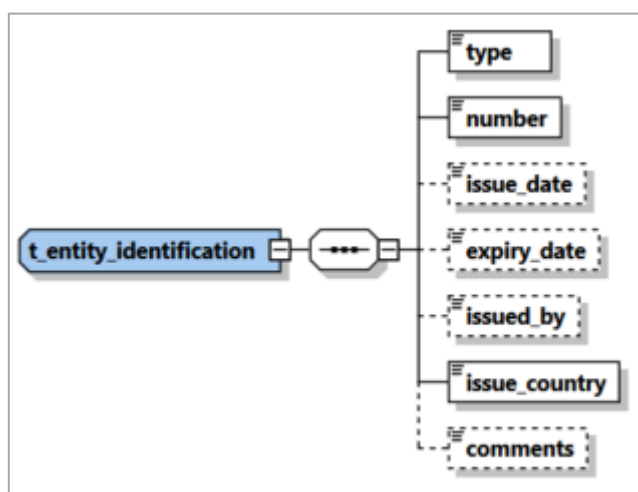 type
number
issue_date
t_entity_identification
expiry_date
issued_by
issue_country
comments